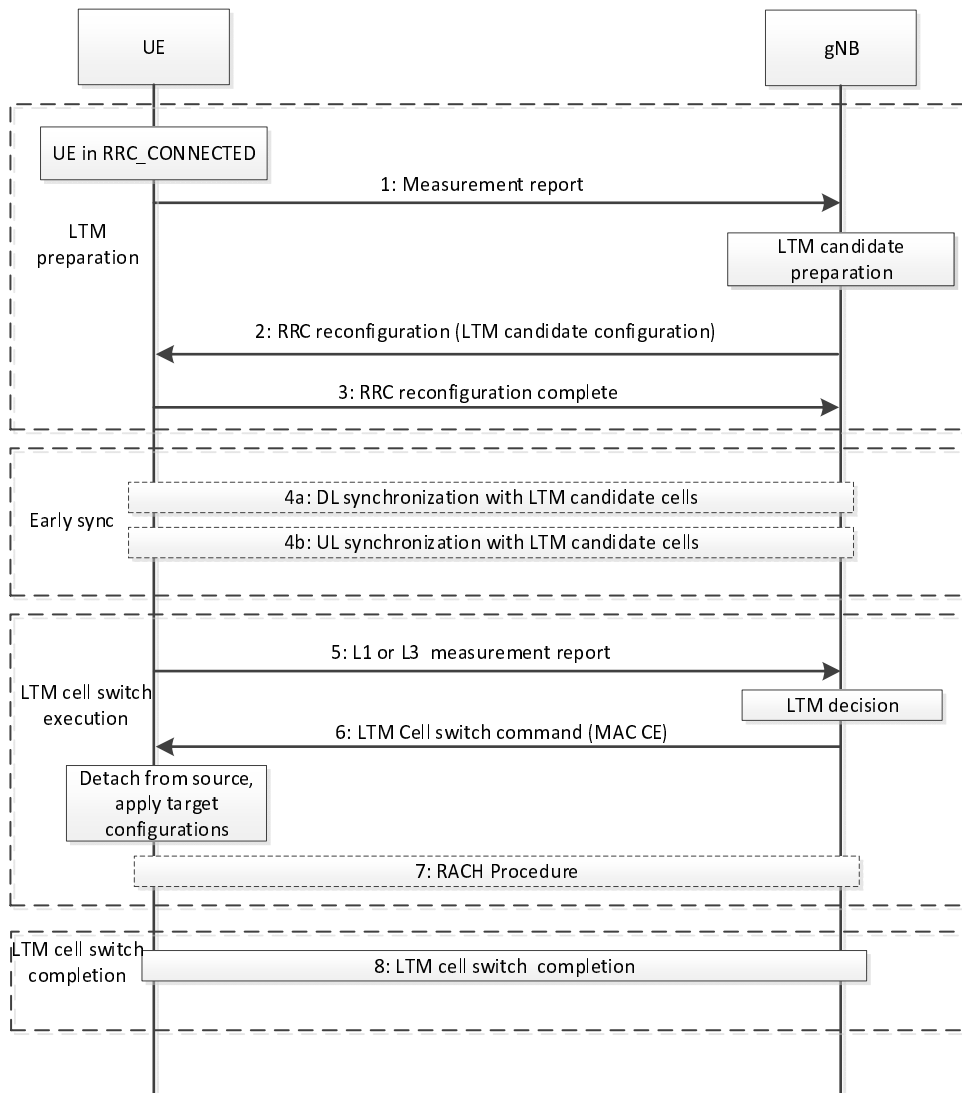 UE
gNB
UE in RRC_CONNECTED
1: Measurement report
LTM
preparation
LTM candidate
preparation
2: RRC reconfiguration (LTM candidate configuration)
3: RRC reconfiguration complete
4a: DL synchronization with LTM candidate cells
Early sync
4b: UL synchronization with LTM candidate cells
5: L1 or L3 measurement report
LTM cell switch
execution
LTM decision
6: LTM Cell switch command (MAC CE)
Detach from source,
apply target
configurations
7: RACH Procedure
LTM cell switch
completion
8: LTM cell switch completion